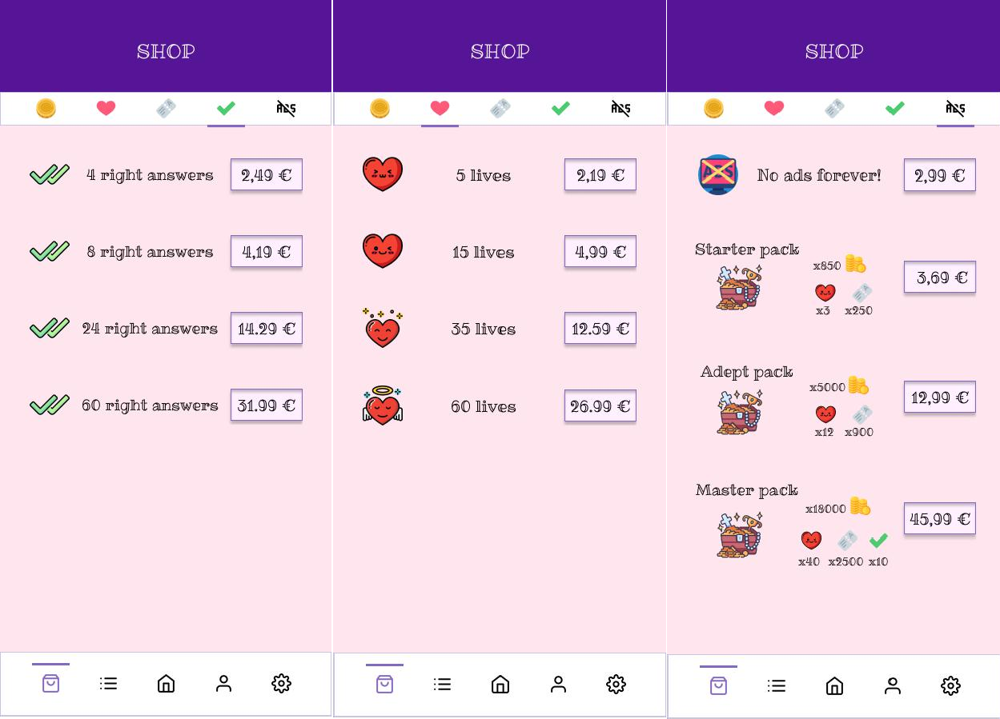 SHOP
ADS
4 right answers 2,49 €
8 right answers 4,19 €
24 right answers 14.29 €
60 right answers 31.99 €
SHOP
ADS
5 lives 2,19 €
15 lives 4,99 €
35 lives 12.59 €
60 lives 26.99 €
SHOP
ADS
No ads forever! 2,99 €
Starter pack
x850
3,69 €
x3 x250
Adept pack
x5000
12,99 €
x12 x900
Master pack
x18000
45,99 €
x40 x2500 x10